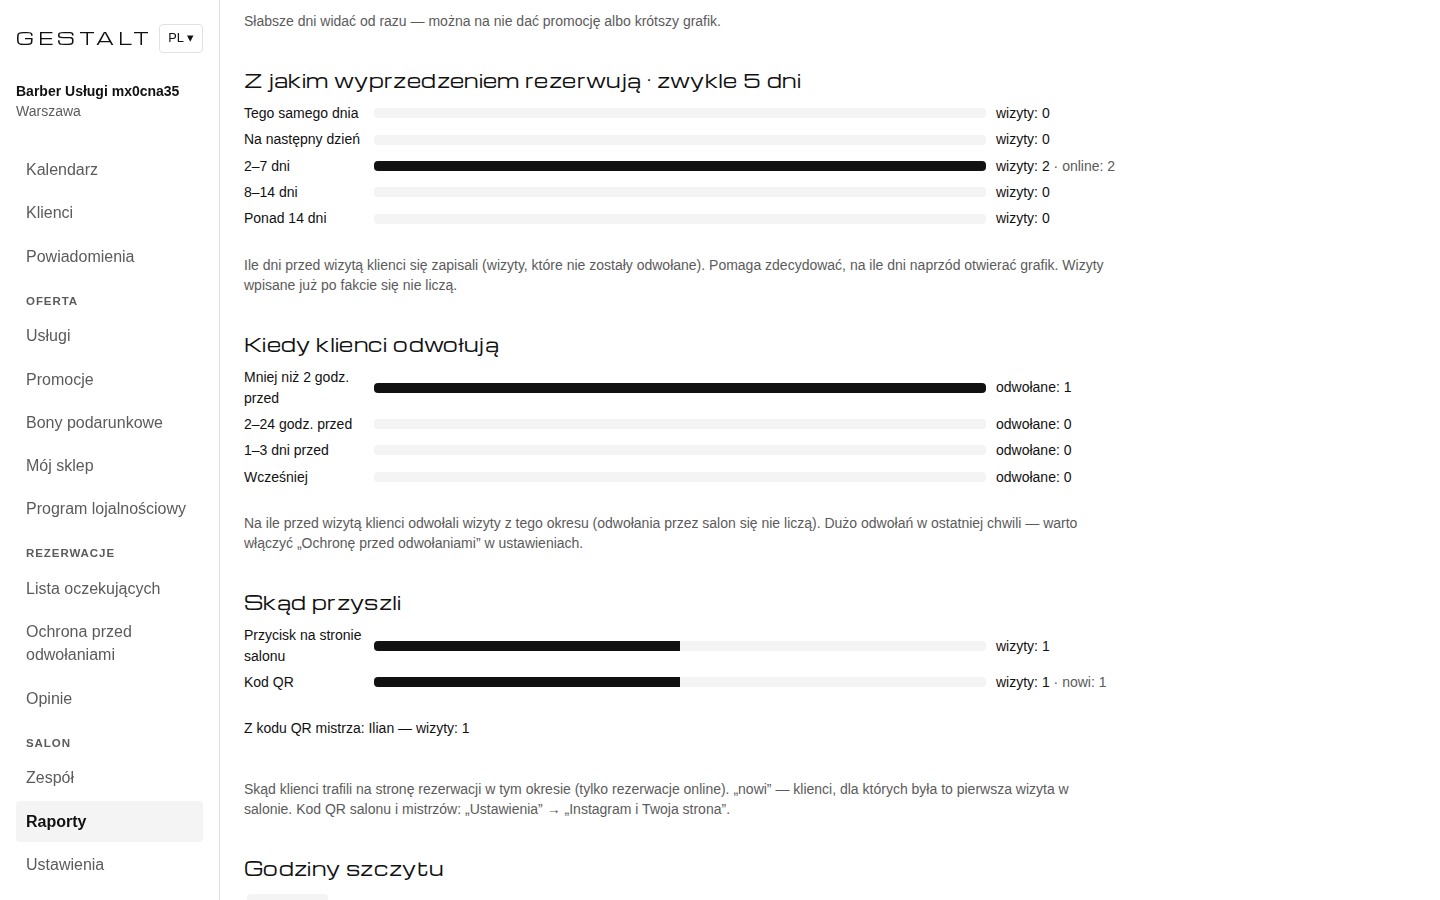 GESTALT
PL ▾
Barber Usługi mx0cna35
Warszawa
Kalendarz
Klienci
Powiadomienia
OFERTA
Usługi
Promocje
Bony podarunkowe
Mój sklep
Program lojalnościowy
REZERWACJE
Lista oczekujących
Ochrona przed
odwołaniami
Opinie
SALON
Zespół
Raporty
Ustawienia
Słabsze dni widać od razu — można na nie dać promocję albo krótszy grafik.
Z jakim wyprzedzeniem rezerwują · zwykle 5 dni
Tego samego dnia wizyty: 0
Na następny dzień wizyty: 0
2–7 dni wizyty: 2 · online: 2
8–14 dni wizyty: 0
Ponad 14 dni wizyty: 0
Ile dni przed wizytą klienci się zapisali (wizyty, które nie zostały odwołane). Pomaga zdecydować, na ile dni naprzód otwierać grafik. Wizyty
wpisane już po fakcie się nie liczą.
Kiedy klienci odwołują
Mniej niż 2 godz.
przed odwołane: 1
2–24 godz. przed odwołane: 0
1–3 dni przed odwołane: 0
Wcześniej odwołane: 0
Na ile przed wizytą klienci odwołali wizyty z tego okresu (odwołania przez salon się nie liczą). Dużo odwołań w ostatniej chwili — warto
włączyć „Ochronę przed odwołaniami” w ustawieniach.
Skąd przyszli
Przycisk na stronie
salonu wizyty: 1
Kod QR wizyty: 1 · nowi: 1
Z kodu QR mistrza: Ilian — wizyty: 1
Skąd klienci trafili na stronę rezerwacji w tym okresie (tylko rezerwacje online). „nowi” — klienci, dla których była to pierwsza wizyta w
salonie. Kod QR salonu i mistrzów: „Ustawienia” → „Instagram i Twoja strona”.
Godziny szczytu